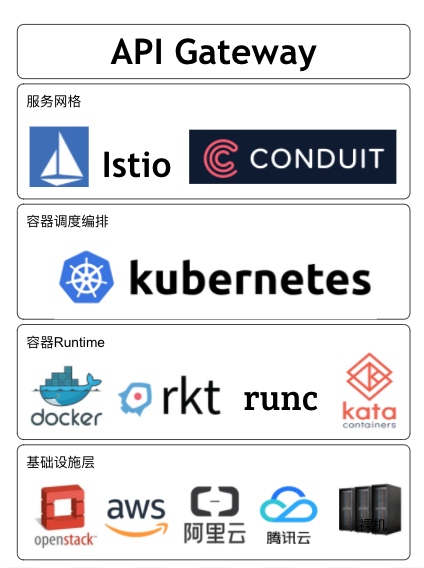 API Gateway
服务网格
Istio
CONDUIT
容器调度编排
kubernetes
容器Runtime
docker
rkt
runc
kata
containers
基础设施层
openstack
aws
阿里云
腾讯云
裸机